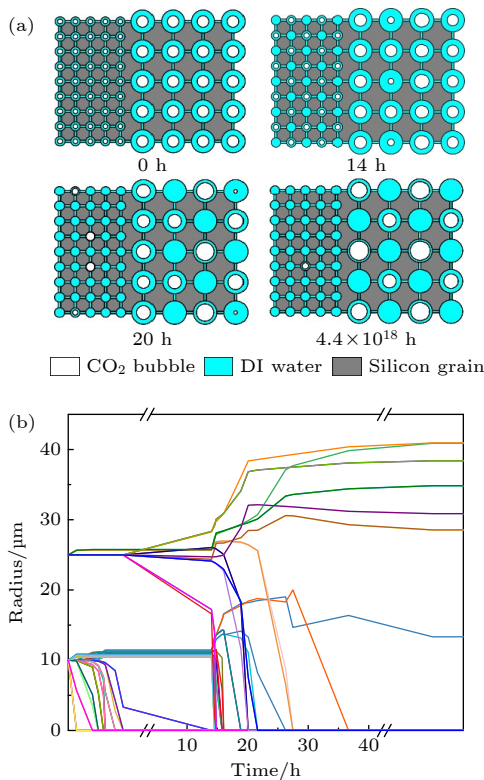 (a)
0 h
14 h
20 h
4.4×10¹⁸ h
CO₂ bubble
DI water
Silicon grain
(b)
40
30
20
10
0
Radius/μm
10
20
30
40
Time/h